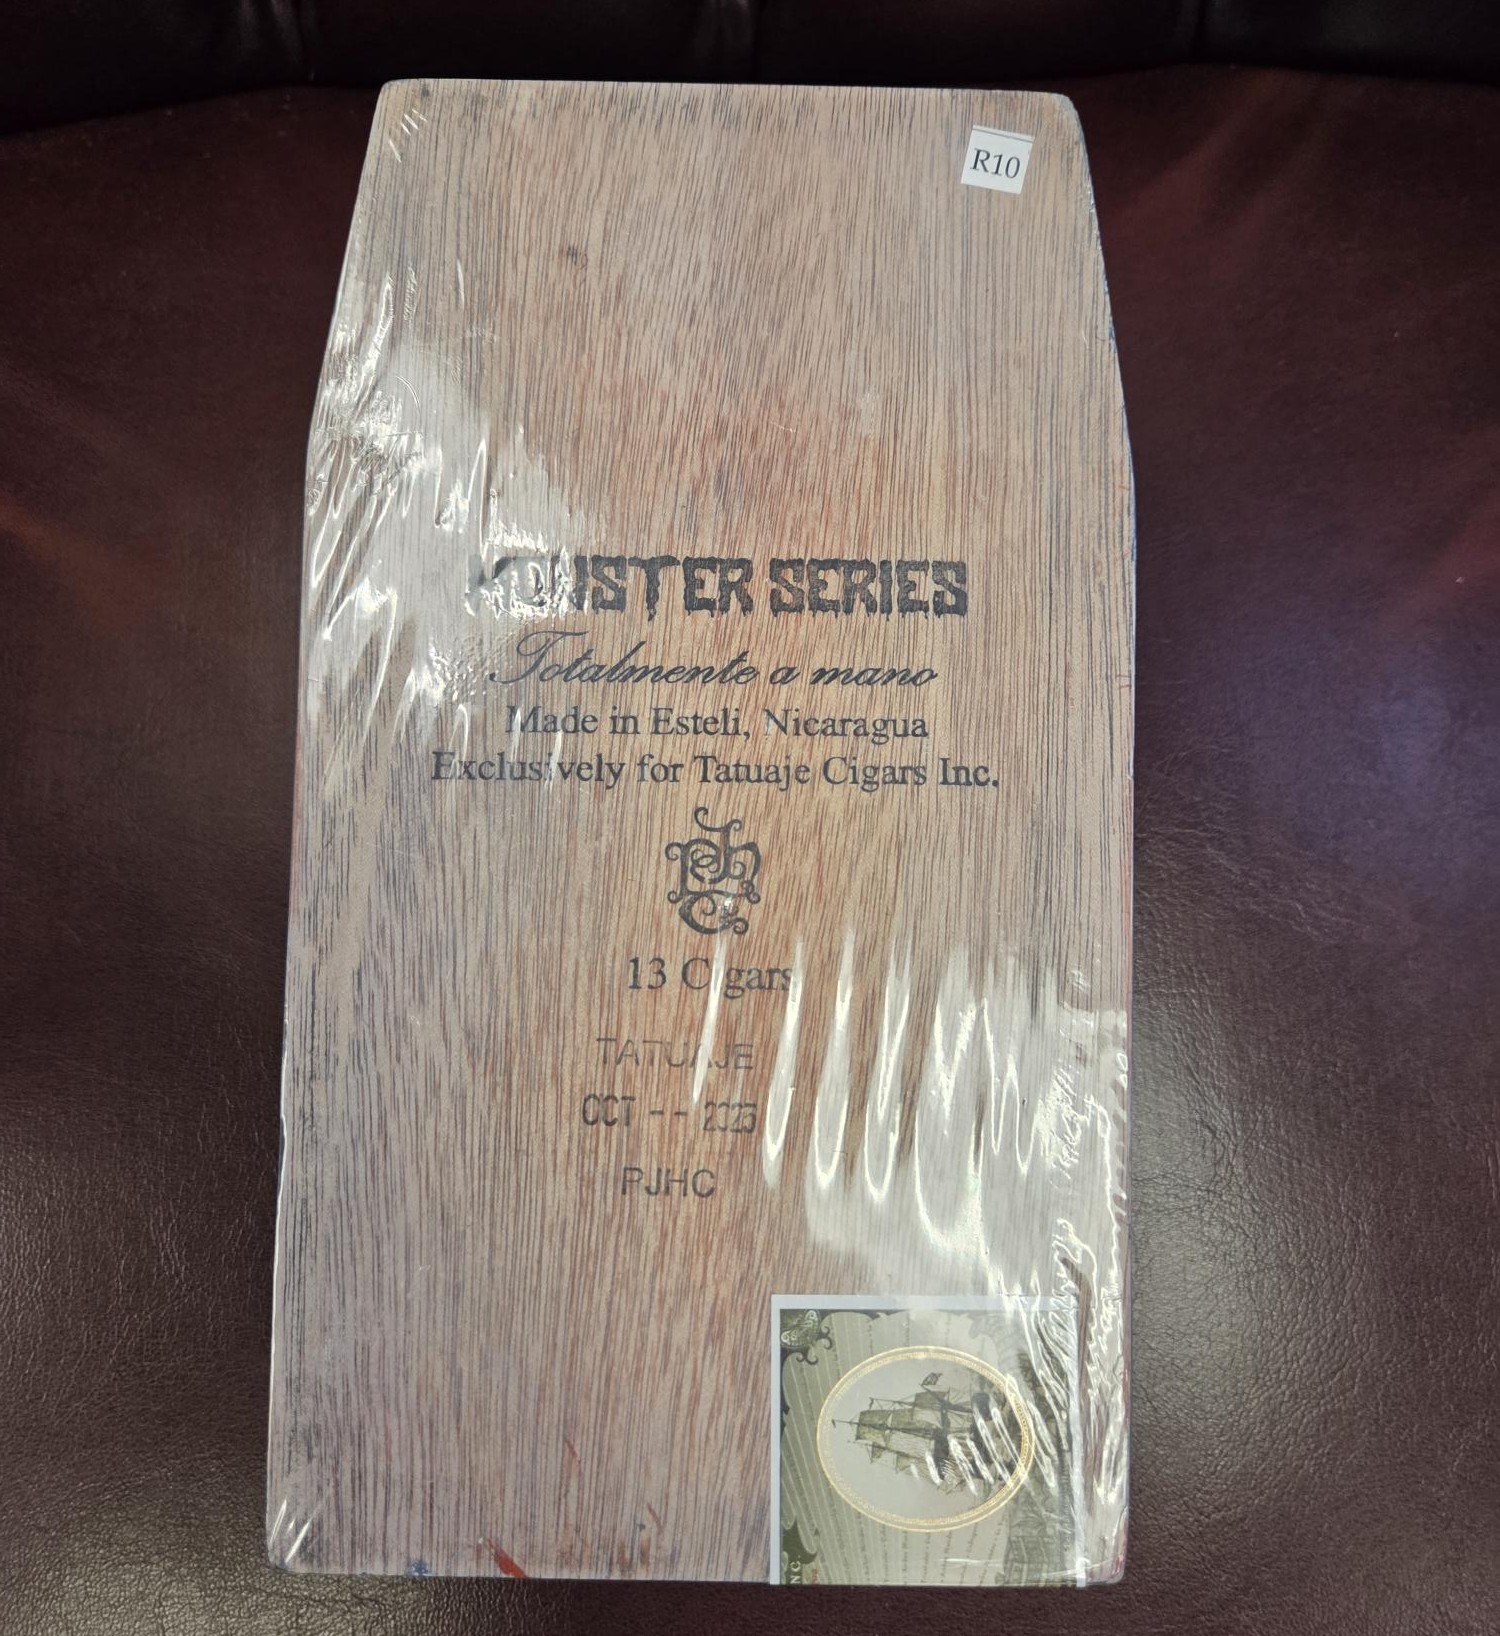 R10
MONSTER SERIES
Totalmente a mano
Made in Esteli, Nicaragua
Exclusively for Tatuaje Cigars Inc.
13 Cigars
TATUAJE
OCT -- 2023
PJHC